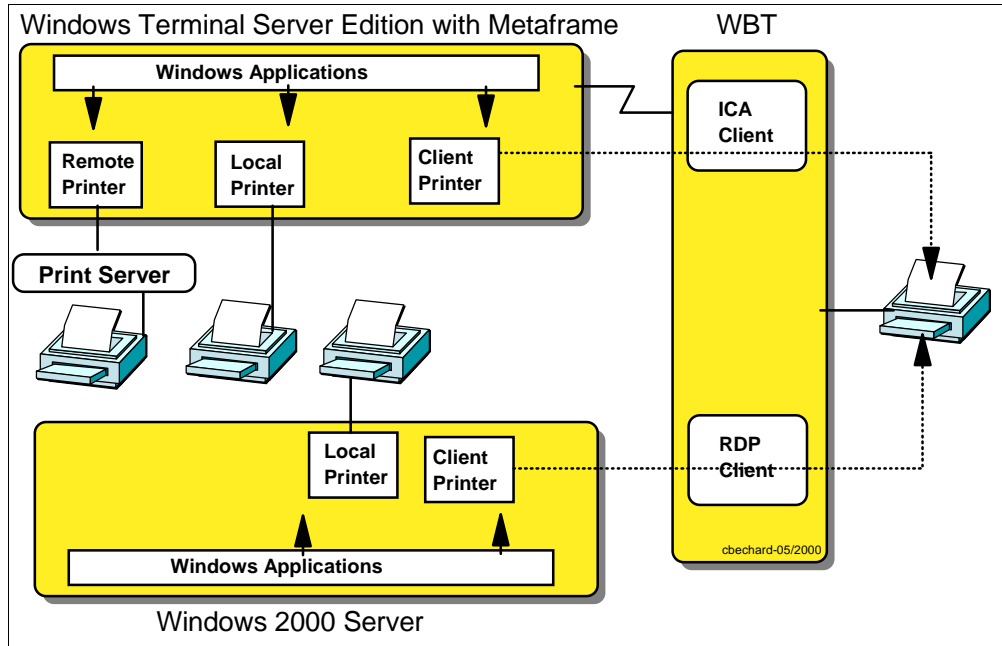 Windows Terminal Server Edition with Metaframe
WBT
Windows Applications
Remote
Printer
Local
Printer
Client
Printer
ICA
Client
Print Server
Local
Printer
Client
Printer
RDP
Client
Windows Applications
cbechard-05/2000
Windows 2000 Server